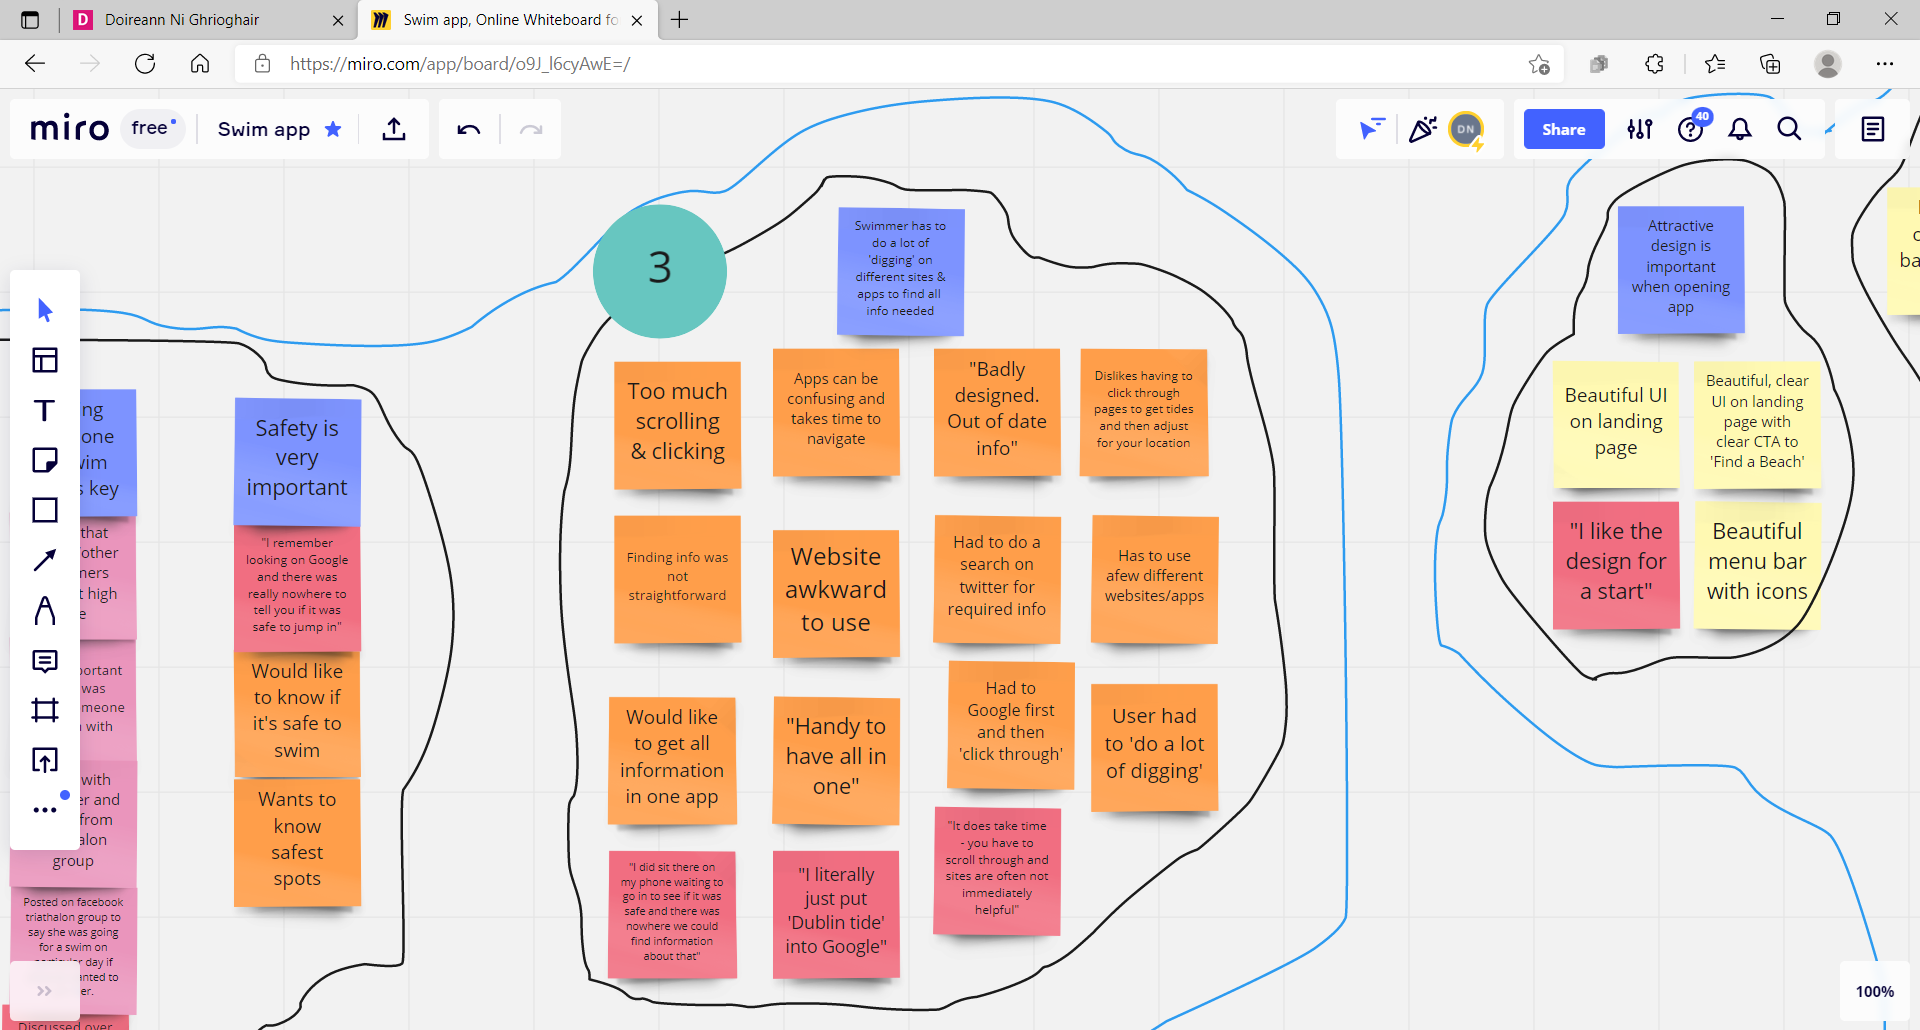 Doireann Ni Ghrioghair
Swim app, Online Whiteboard fo
https://miro.com/app/board/o9J_l6cyAwE=/
miro
free
Swim app
DN
Share
40
3
Swimmer has to
do a lot of
'digging' on
different sites &
apps to find all
info needed
Too much
scrolling
& clicking
Apps can be
confusing and
takes time to
navigate
"Badly
designed.
Out of date
info"
Dislikes having to
click through
pages to get tides
and then adjust
for your location
Finding info was
not
straightforward
Website
awkward
to use
Had to do a
search on
twitter for
required info
Has to use
afew different
websites/apps
Would like
to get all
information
in one app
"Handy to
have all in
one"
Had to
Google first
and then
'click through'
User had
to 'do a lot
of digging'
"I did sit there on
my phone waiting to
go in to see if it was
safe and there was
nowhere we could
find information
about that"
"I literally
just put
'Dublin tide'
into Google"
"It does take time
- you have to
scroll through and
sites are often not
immediately
helpful"
Safety is
very
important
"I remember
looking on Google
and there was
really nowhere to
tell you if it was
safe to jump in"
Would like
to know if
it's safe to
swim
Wants to
know
safest
spots
ng
one
wim
s key
that
other
mers
t high
e
portant
was
meone
with
with
er and
from
alon
group
Posted on facebook
triathalon group to
say she was going
for a swim on
day if
anted to
er.
Discussed over
Attractive
design is
important
when opening
app
Beautiful UI
on landing
page
Beautiful, clear
UI on landing
page with
clear CTA to
'Find a Beach'
"I like the
design for
a start"
Beautiful
menu bar
with icons
ba
100%